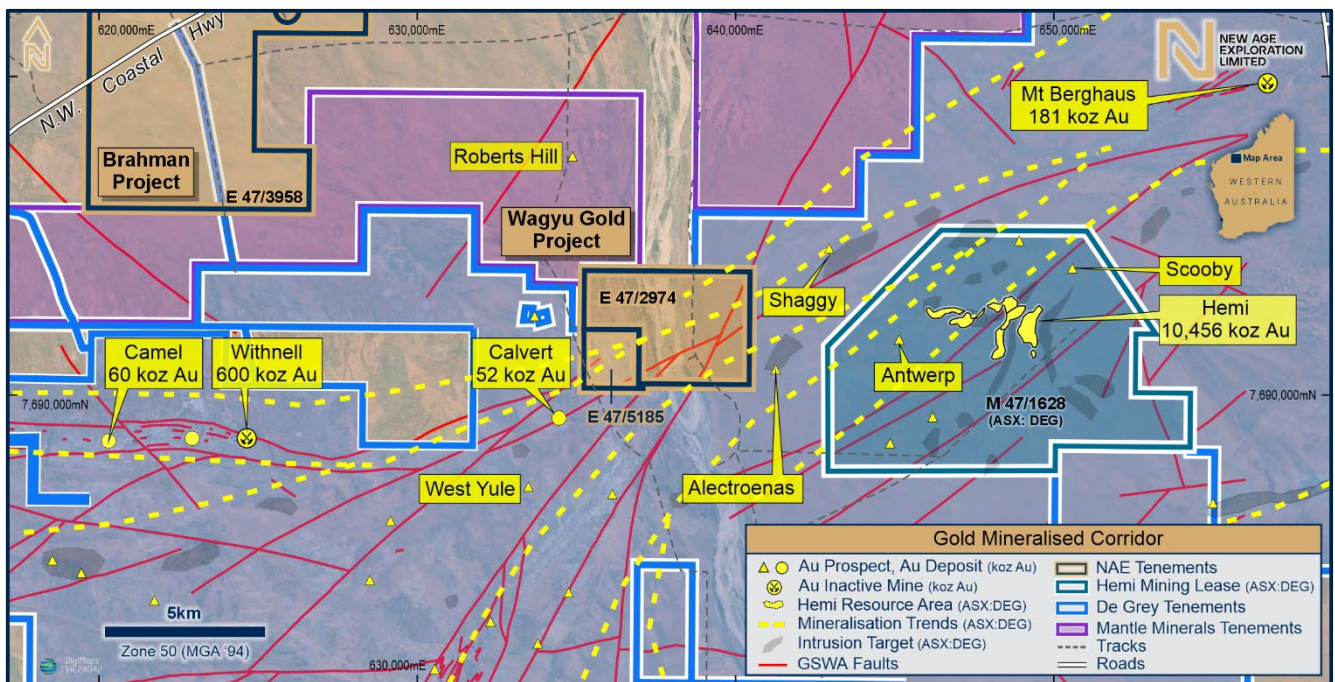 620,000mE
630,000mE
640,000mE
650,000mE
N
N.W. Coastal Hwy
NEW AGE
EXPLORATION
LIMITED
Mt Berghaus
181 koz Au
Map Area
WESTERN
AUSTRALIA
Brahman
Project
E 47/3958
Roberts Hill
Wagyu Gold
Project
E 47/2974
Shaggy
Scooby
Hemi
10,456 koz Au
Camel
60 koz Au
Withnell
600 koz Au
Calvert
52 koz Au
Antwerp
7,690,000mN
E 47/5185
M 47/1628
(ASX: DEG)
7,690,000mN
West Yule
Alectroenas
5km
Zone 50 (MGA '94)
DigiMaps
630,000mE
Gold Mineralised Corridor
Au Prospect, Au Deposit (koz Au)
Au Inactive Mine (koz Au)
Hemi Resource Area (ASX:DEG)
Mineralisation Trends (ASX:DEG)
Intrusion Target (ASX:DEG)
GSWA Faults
NAE Tenements
Hemi Mining Lease (ASX:DEG)
De Grey Tenements
Mantle Minerals Tenements
Tracks
Roads